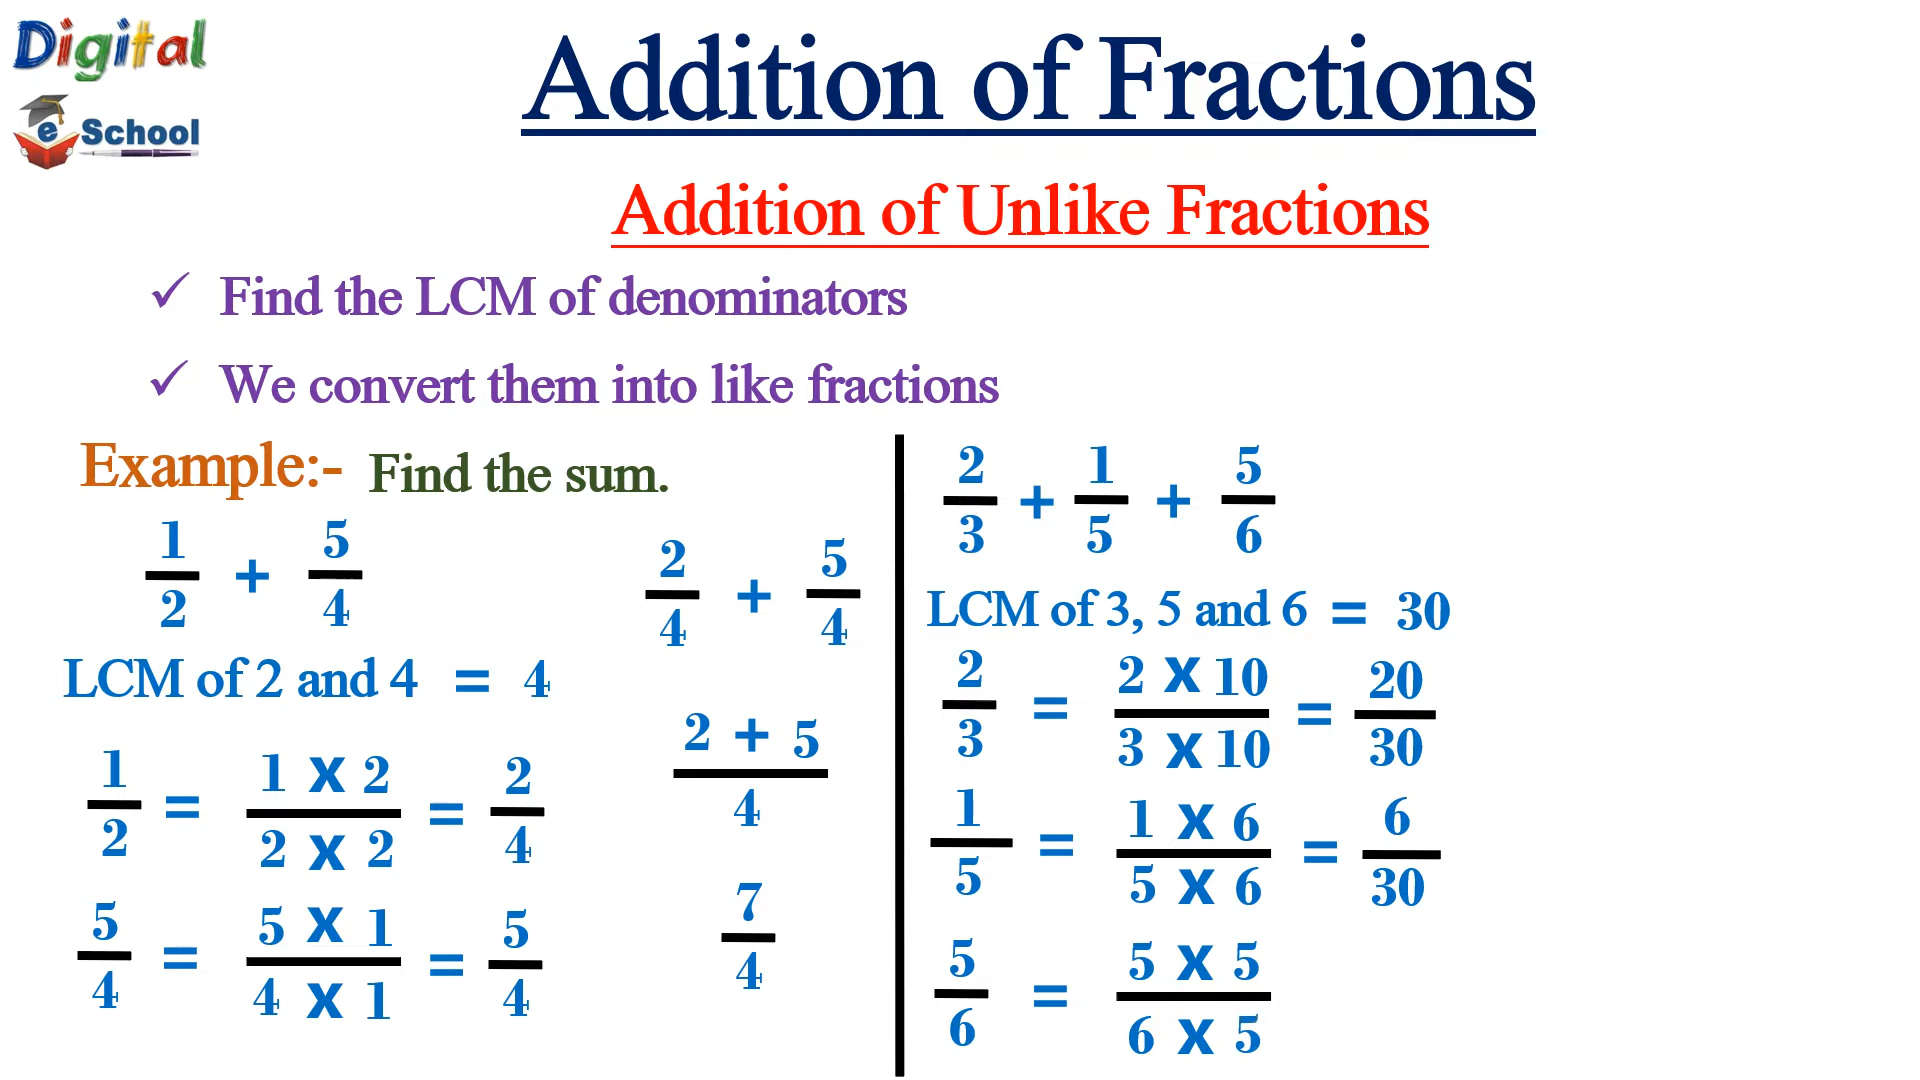 Digital
e School
Addition of Fractions
Addition of Unlike Fractions
✓ Find the LCM of denominators
✓ We convert them into like fractions
Example:- Find the sum.
1/2 + 5/4
LCM of 2 and 4 = 4
1/2 = 1 x 2 / 2 x 2 = 2/4
5/4 = 5 x 1 / 4 x 1 = 5/4
2/4 + 5/4
2 + 5 / 4
7/4
2/3 + 1/5 + 5/6
LCM of 3, 5 and 6 = 30
2/3 = 2 x 10 / 3 x 10 = 20/30
1/5 = 1 x 6 / 5 x 6 = 6/30
5/6 = 5 x 5 / 6 x 5